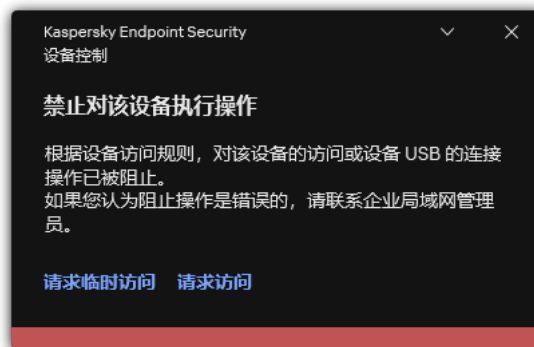 Kaspersky Endpoint Security
设备控制
禁止对该设备执行操作
根据设备访问规则，对该设备的访问或设备 USB 的连接
操作已被阻止。
如果您认为阻止操作是错误的，请联系企业局域网管理
员。
请求临时访问 请求访问